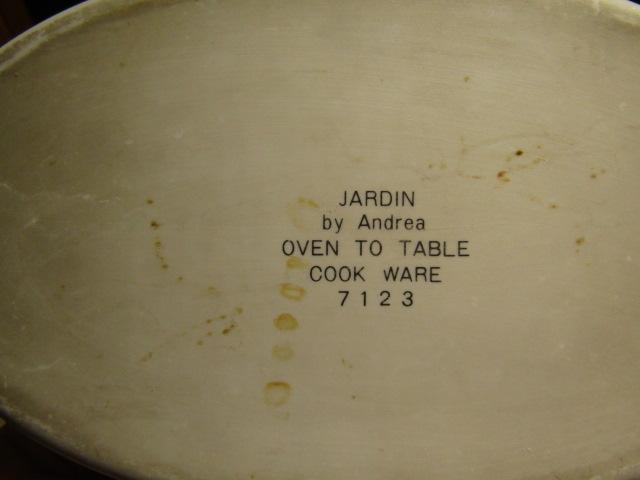 JARDIN
by Andrea
OVEN TO TABLE
COOK WARE
7123